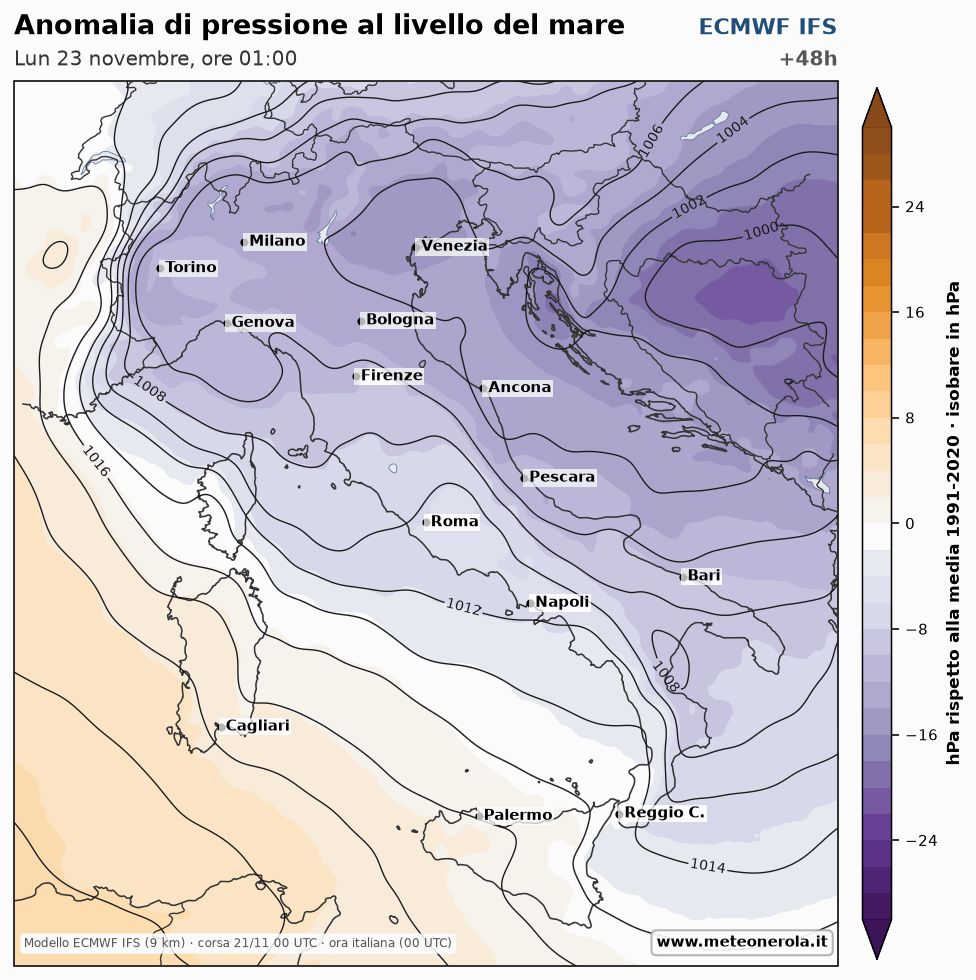 Anomalia di pressione al livello del mare
ECMWF IFS
Lun 23 novembre, ore 01:00
+48h
1006
1004
1002
1000
Milano
Venezia
Torino
Genova
Bologna
Firenze
Ancona
1008
1016
Pescara
Roma
Bari
Napoli
1012
1008
Cagliari
Palermo
Reggio C.
1014
24
16
8
0
−8
−16
−24
hPa rispetto alla media 1991-2020 · isobare in hPa
Modello ECMWF IFS (9 km) · corsa 21/11 00 UTC · ora italiana (00 UTC)
www.meteonerola.it